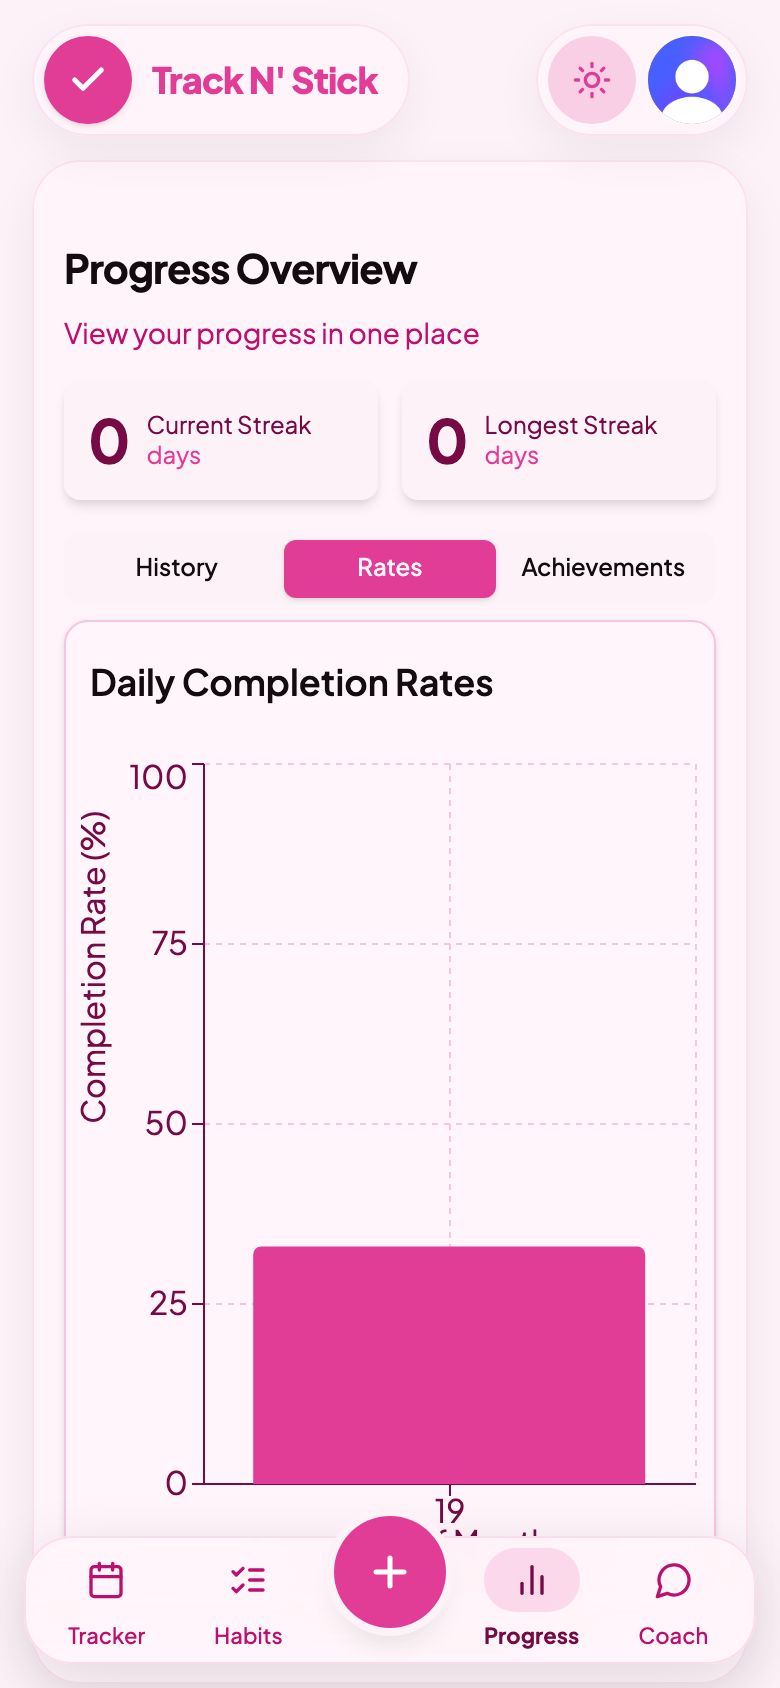 Track N' Stick
Progress Overview
View your progress in one place
0
Current Streak
days
0
Longest Streak
days
History
Rates
Achievements
Daily Completion Rates
Completion Rate (%)
100
75
50
25
0
19
Tracker
Habits
Progress
Coach